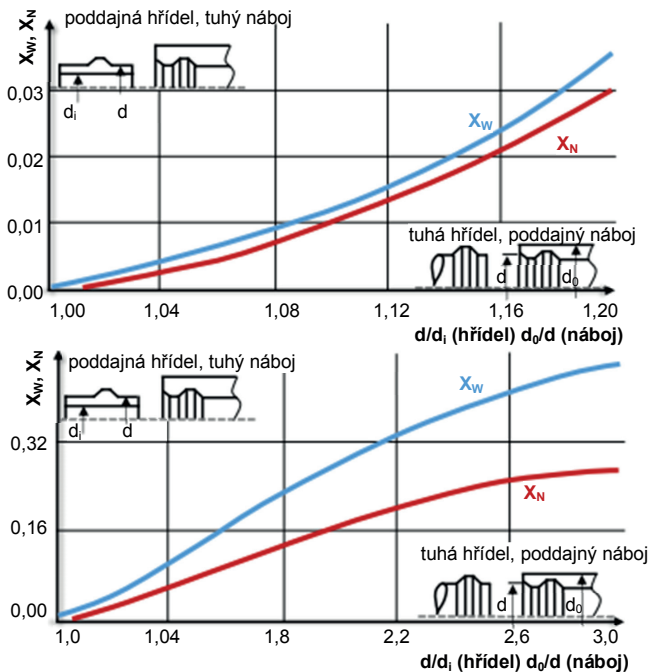 poddajná hřídel, tuhý náboj
X_W, X_N
d_i d
0,03
X_W
X_N
0,02
0,01
tuhá hřídel, poddajný náboj
d d_0
0,00
1,00 1,04 1,08 1,12 1,16 1,20
d/d_i (hřídel) d_0/d (náboj)
poddajná hřídel, tuhý náboj
X_W, X_N
X_W
d_i d
0,32
X_N
0,16
tuhá hřídel, poddajný náboj
d d_0
0,00
1,0 1,04 1,8 2,2 2,6 3,0
d/d_i (hřídel) d_0/d (náboj)